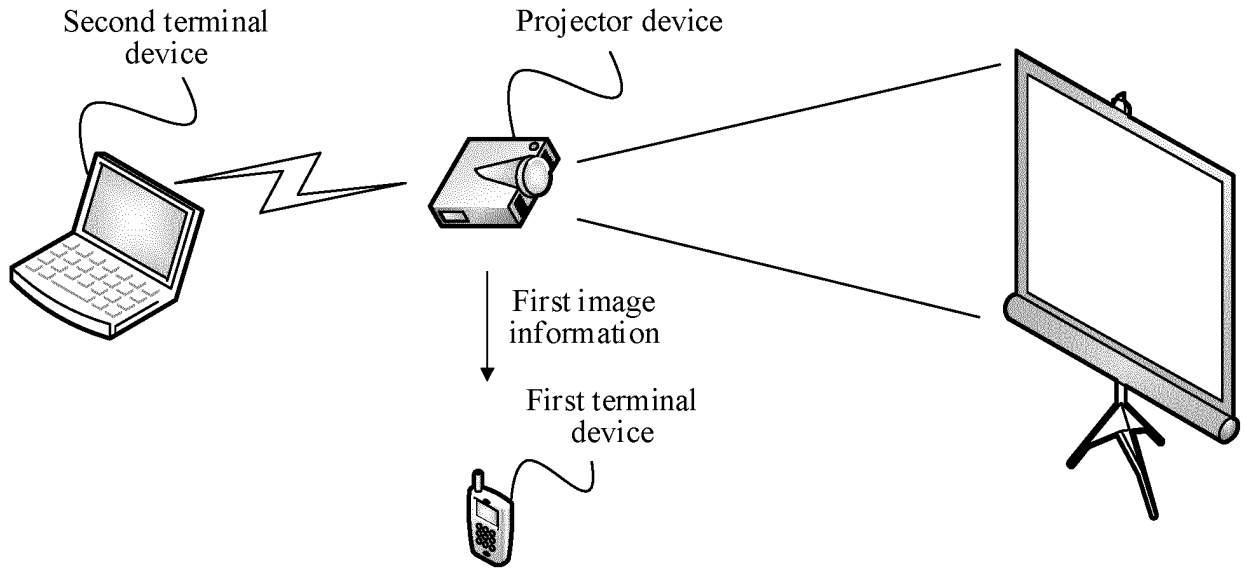 Second terminal
device
Projector device
First image
information
First terminal
device